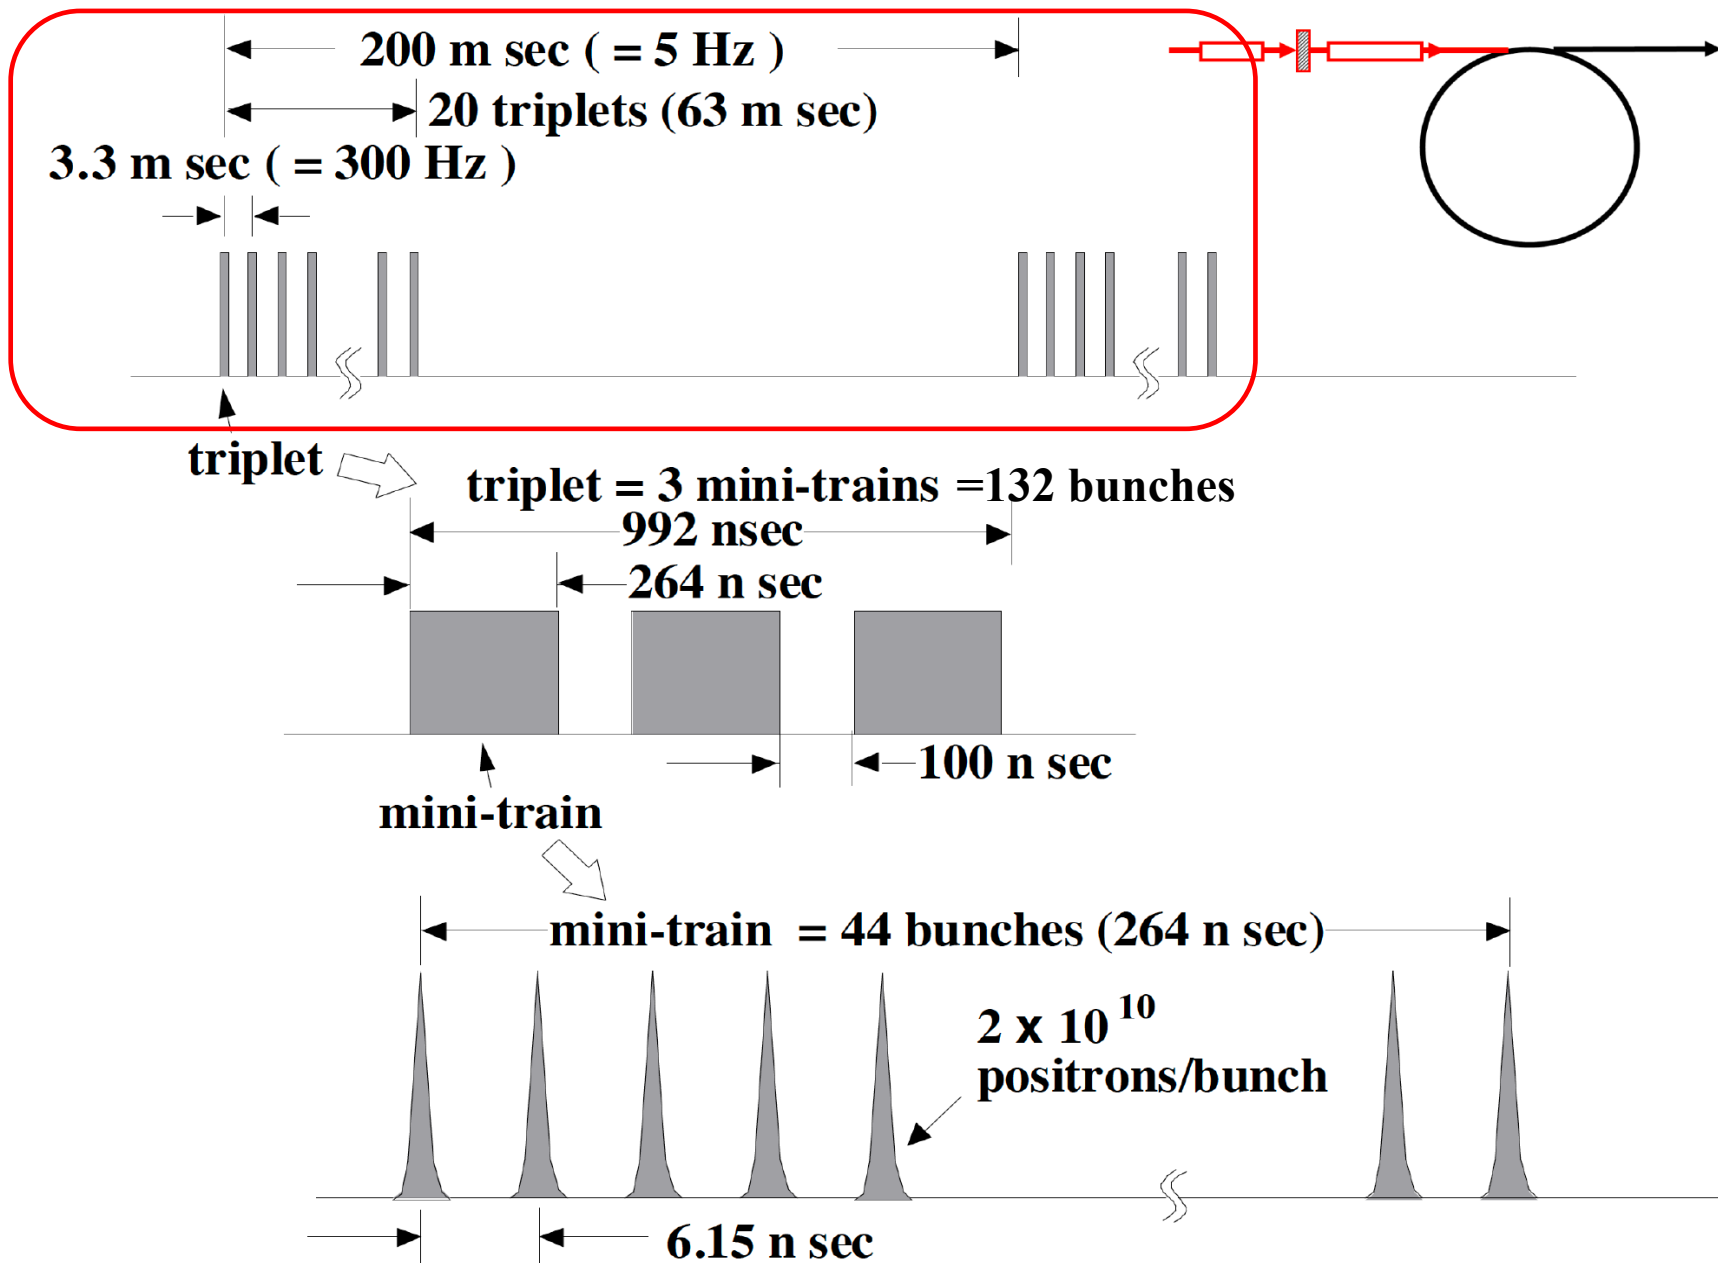 200 m sec ( = 5 Hz )
20 triplets (63 m sec)
3.3 m sec ( = 300 Hz )
triplet
triplet = 3 mini-trains =132 bunches
992 nsec
264 n sec
100 n sec
mini-train
mini-train = 44 bunches (264 n sec)
2 x 10 10
positrons/bunch
6.15 n sec